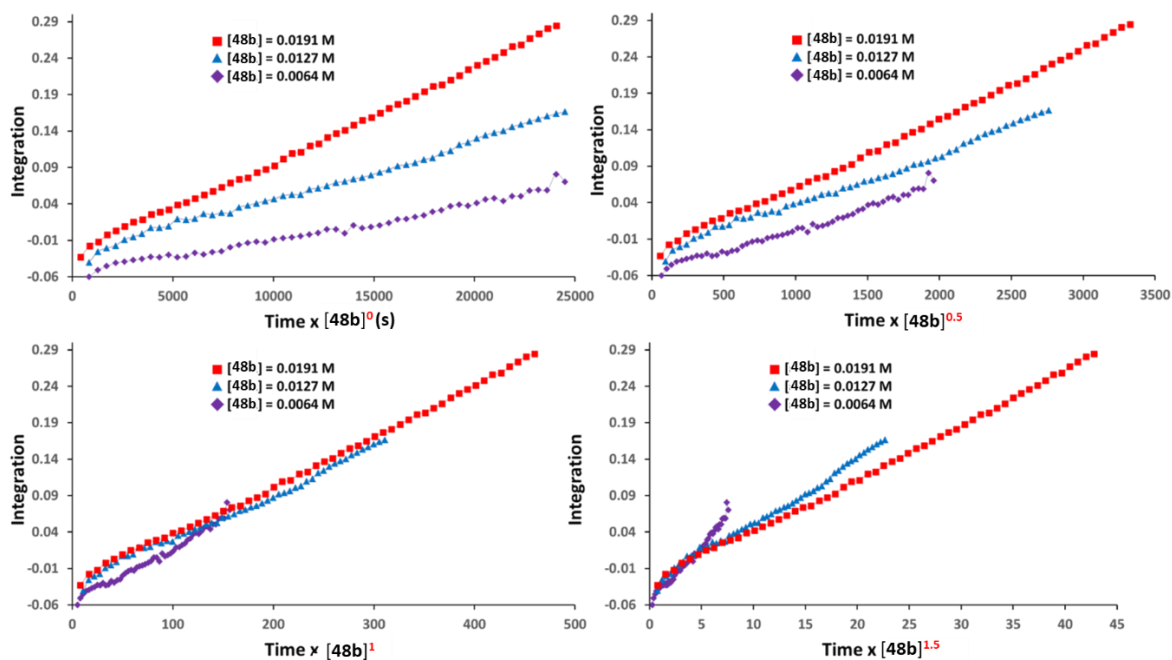 Integration
0.29
0.24
0.19
0.14
0.09
0.04
-0.01
-0.06
[48b] = 0.0191 M
[48b] = 0.0127 M
[48b] = 0.0064 M
0 5000 10000 15000 20000 25000
Time x [48b]⁰ (s)
Integration
0.29
0.24
0.19
0.14
0.09
0.04
-0.01
-0.06
[48b] = 0.0191 M
[48b] = 0.0127 M
[48b] = 0.0064 M
0 500 1000 1500 2000 2500 3000 3500
Time x [48b]⁰·⁵
Integration
0.29
0.24
0.19
0.14
0.09
0.04
-0.01
-0.06
[48b] = 0.0191 M
[48b] = 0.0127 M
[48b] = 0.0064 M
0 100 200 300 400 500
Time x [48b]¹
Integration
0.29
0.24
0.19
0.14
0.09
0.04
-0.01
-0.06
[48b] = 0.0191 M
[48b] = 0.0127 M
[48b] = 0.0064 M
0 5 10 15 20 25 30 35 40 45
Time x [48b]¹·⁵